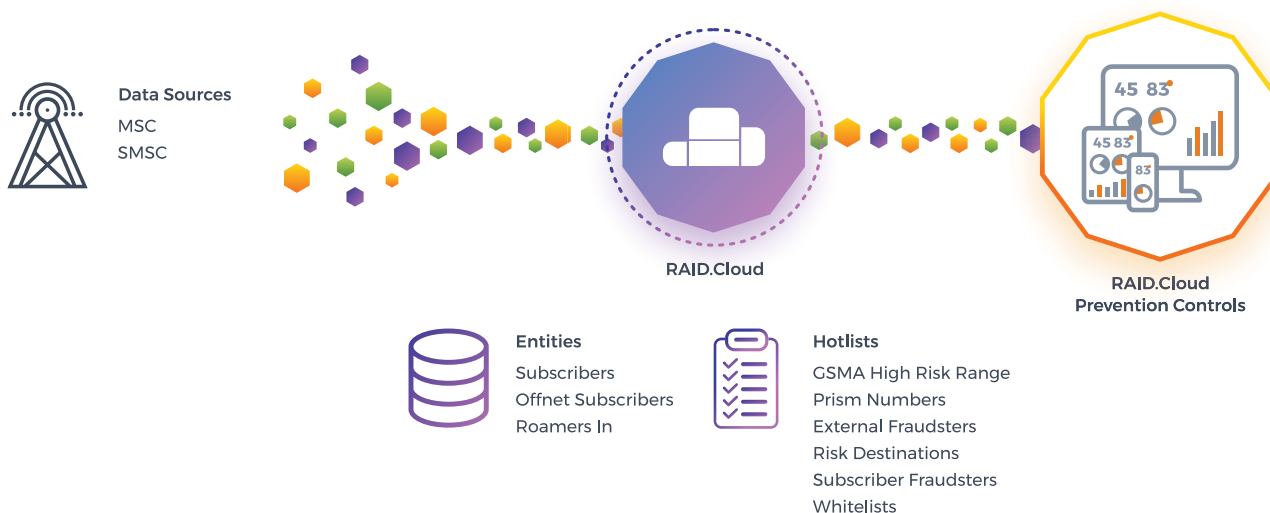 Data Sources
MSC
SMSC
45 83
45 83
83
RAID.Cloud
RAID.Cloud
Prevention Controls
Entities
Subscribers
Offnet Subscribers
Roamers In
Hotlists
GSMA High Risk Range
Prism Numbers
External Fraudsters
Risk Destinations
Subscriber Fraudsters
Whitelists